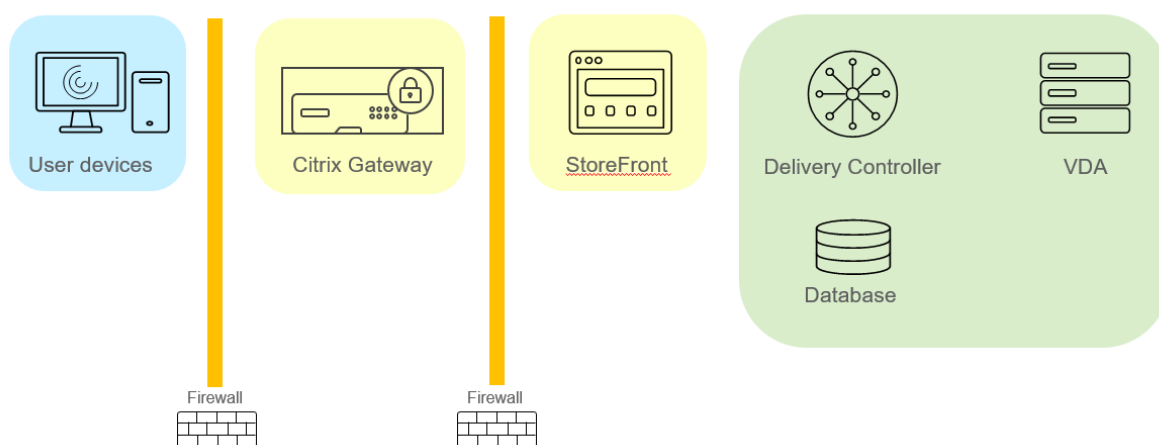 User devices
Citrix Gateway
StoreFront
Delivery Controller
VDA
Database
Firewall
Firewall